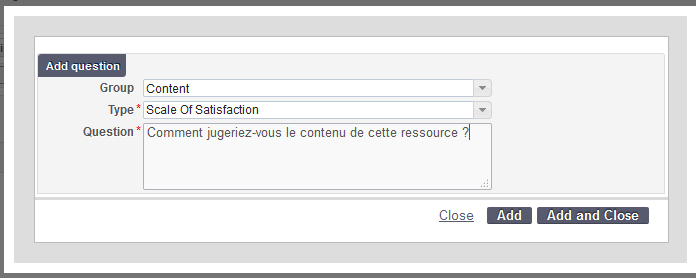 Add question
Group Content
Type * Scale Of Satisfaction
Question * Comment jugeriez-vous le contenu de cette ressource ?
Close Add Add and Close